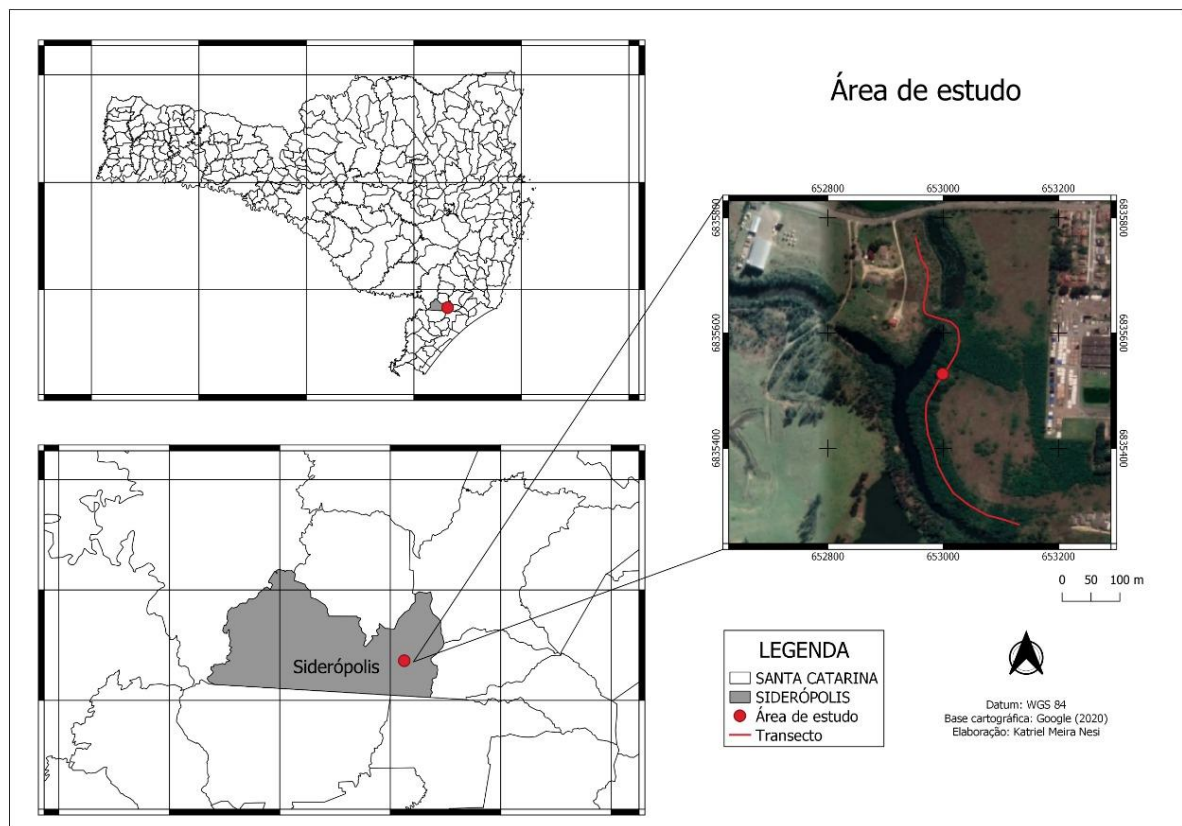 Área de estudo
652800 653000 653200
6835800 6835800
6835600 6835600
6835400 6835400
652800 653000 653200
0 50 100 m
Siderópolis
LEGENDA
SANTA CATARINA
SIDERÓPOLIS
Área de estudo
Transecto
Datum: WGS 84
Base cartográfica: Google (2020)
Elaboração: Katriel Meira Nesi